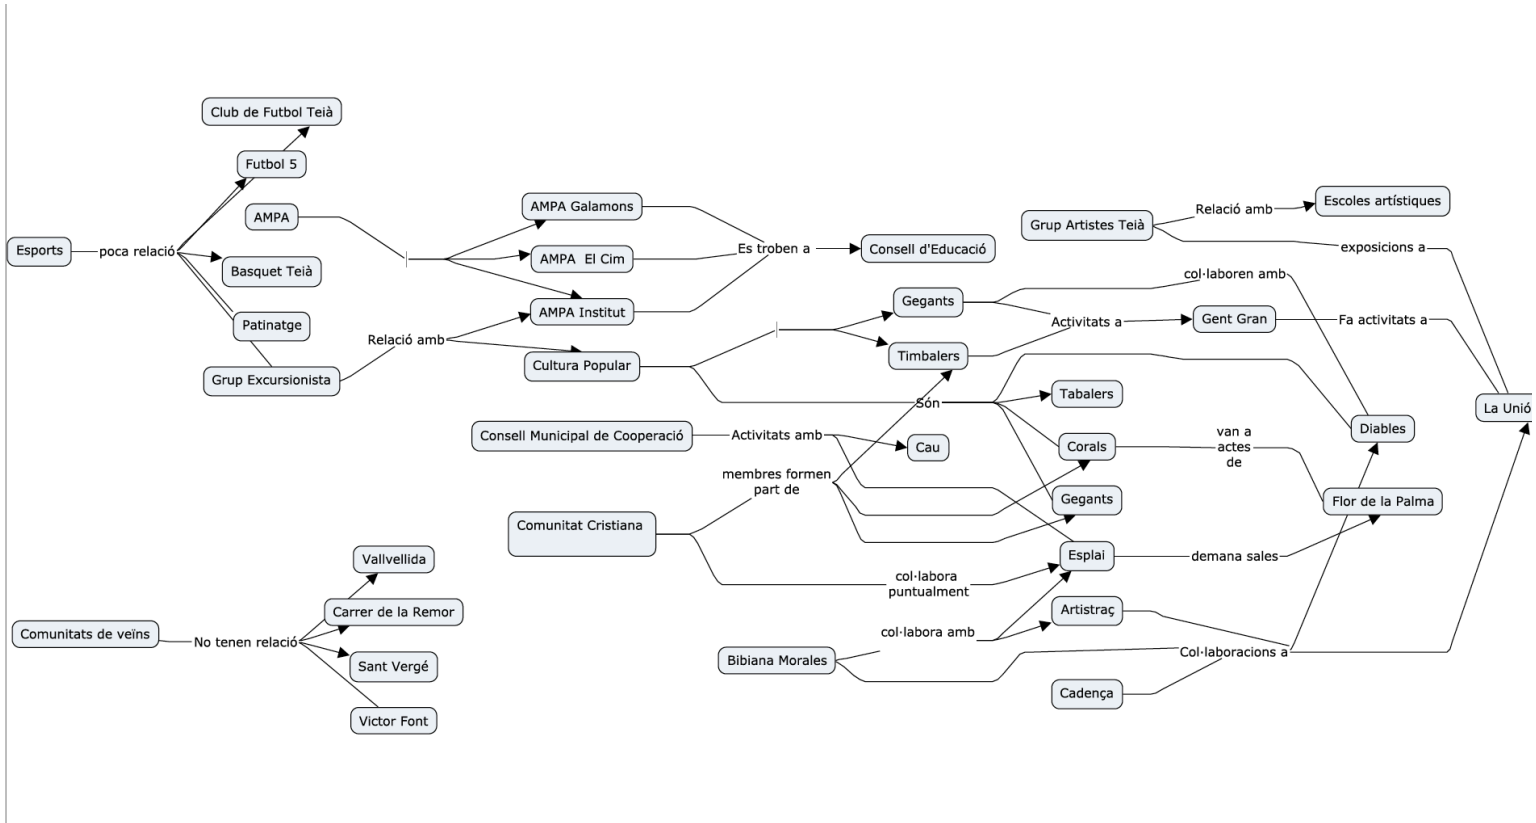 Club de Futbol Teià
Futbol 5
AMPA
Esports
poca relació
Basquet Teià
Patinatge
Grup Excursionista
Relació amb
AMPA Galamons
AMPA El Cim
AMPA Institut
Cultura Popular
Es troben a
Consell d'Educació
Grup Artistes Teià
Relació amb
Escoles artístiques
exposicions a
col·laboren amb
Gegants
Timbalers
Activitats a
Gent Gran
Fa activitats a
La Unió
Són
Tabalers
Diables
Consell Municipal de Cooperació
Activitats amb
Cau
Corals
van a
actes
de
membres formen
part de
Gegants
Flor de la Palma
Comunitat Cristiana
Esplai
demana sales
col·labora
puntualment
Vallvellida
Carrer de la Remor
Comunitats de veïns
No tenen relació
Sant Vergé
Victor Font
Artistraç
col·labora amb
Bibiana Morales
Col·laboracions a
Cadença